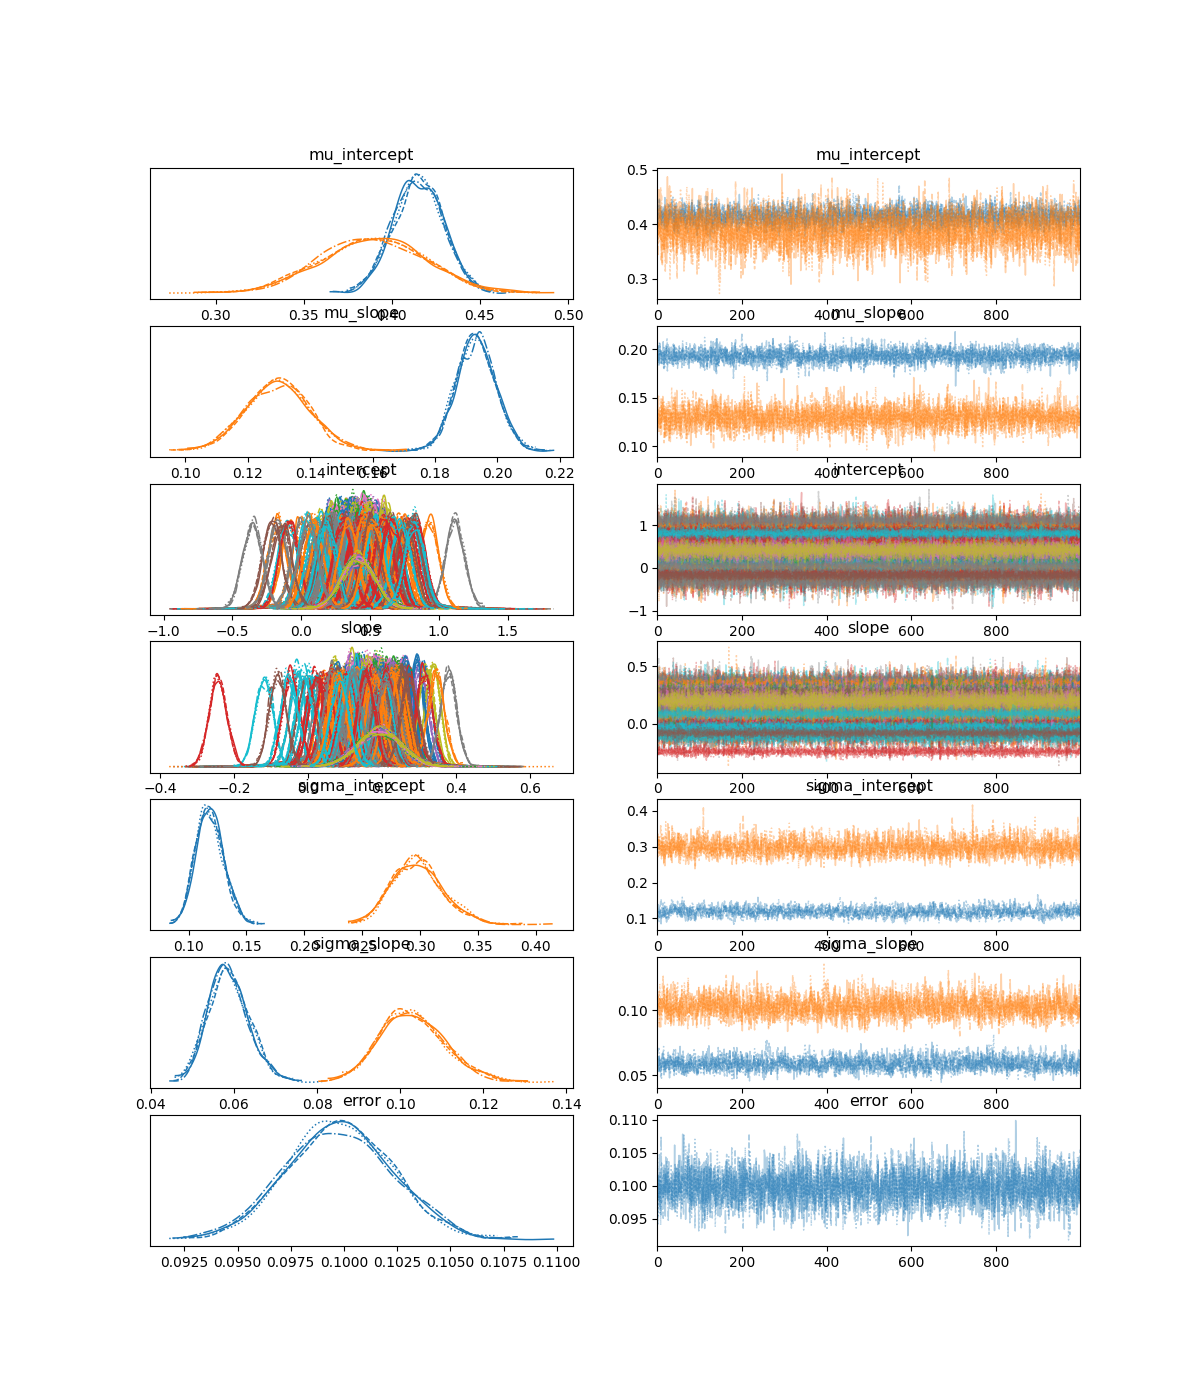 mu_intercept mu_intercept
0.5
0.4
0.3
0.30 0.35 0.40 0.45 0.50 0 200 400 600 800
mu_slope mu_slope
0.20
0.15
0.10
0.10 0.12 0.14 0.16 0.18 0.20 0.22 0 200 400 600 800
intercept intercept
1
0
−1
−1.0 −0.5 0.0 0.5 1.0 1.5 0 200 400 600 800
slope slope
0.5
0.0
−0.4 −0.2 0.0 0.2 0.4 0.6 0 200 400 600 800
sigma_intercept sigma_intercept
0.4
0.3
0.2
0.1
0.10 0.15 0.20 0.25 0.30 0.35 0.40 0 200 400 600 800
sigma_slope sigma_slope
0.10
0.05
0.04 0.06 0.08 0.10 0.12 0.14 0 200 400 600 800
error error
0.110
0.105
0.100
0.095
0.0925 0.0950 0.0975 0.1000 0.1025 0.1050 0.1075 0.1100 0 200 400 600 800